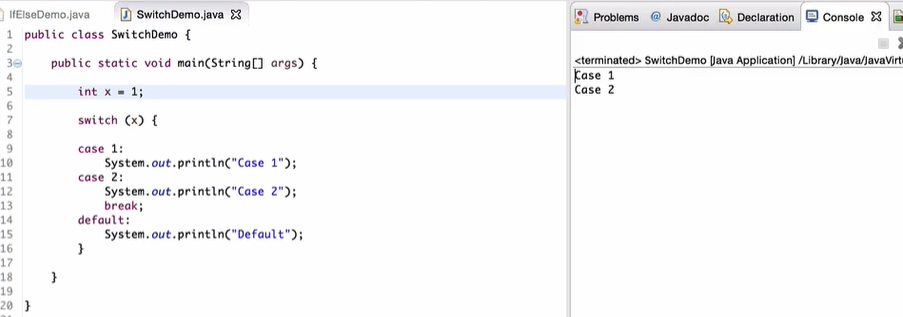 IfElseDemo.java SwitchDemo.java
1 public class SwitchDemo {
2
3 public static void main(String[] args) {
4
5 int x = 1;
6
7 switch (x) {
8
9 case 1:
10 System.out.println("Case 1");
11 case 2:
12 System.out.println("Case 2");
13 break;
14 default:
15 System.out.println("Default");
16 }
17
18 }
19
20 }
Problems @ Javadoc Declaration Console
<terminated> SwitchDemo [Java Application] /Library/Java/JavaVirtu
Case 1
Case 2